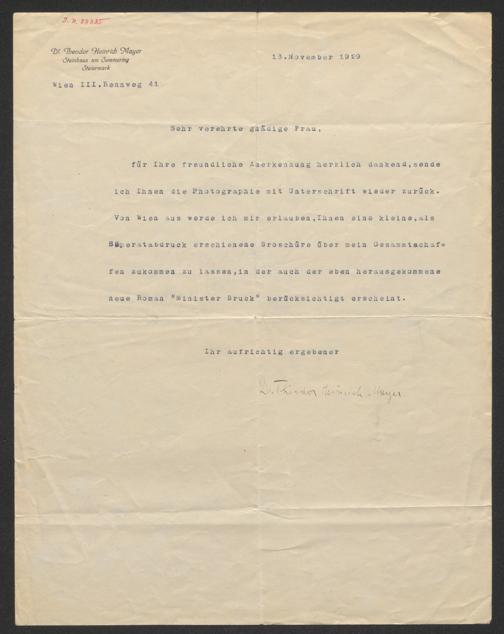 Dr. Theodor Heinrich Mayer
Steinhaus am Semmering
Steiermark
13.November 1929
Wien III,Rennweg 41
Sehr verehrte gnädige Frau,
für Ihre freundliche Anerkennung herzlich dankend,sende
ich Ihnen die Photographie mit Unterschrift wieder zurück.
Von Wien aus werde ich mir erlauben,Ihnen eine kleine,als
Seperatabdruck erschienene Broschüre über mein Gesamtschaf=
fen zukommen zu lassen,in der auch der eben herausgekommene
neue Roman "Minister Bruck" berücksichtigt erscheint.
Ihr aufrichtig ergebener
Dr. Theodor Heinrich Mayer.